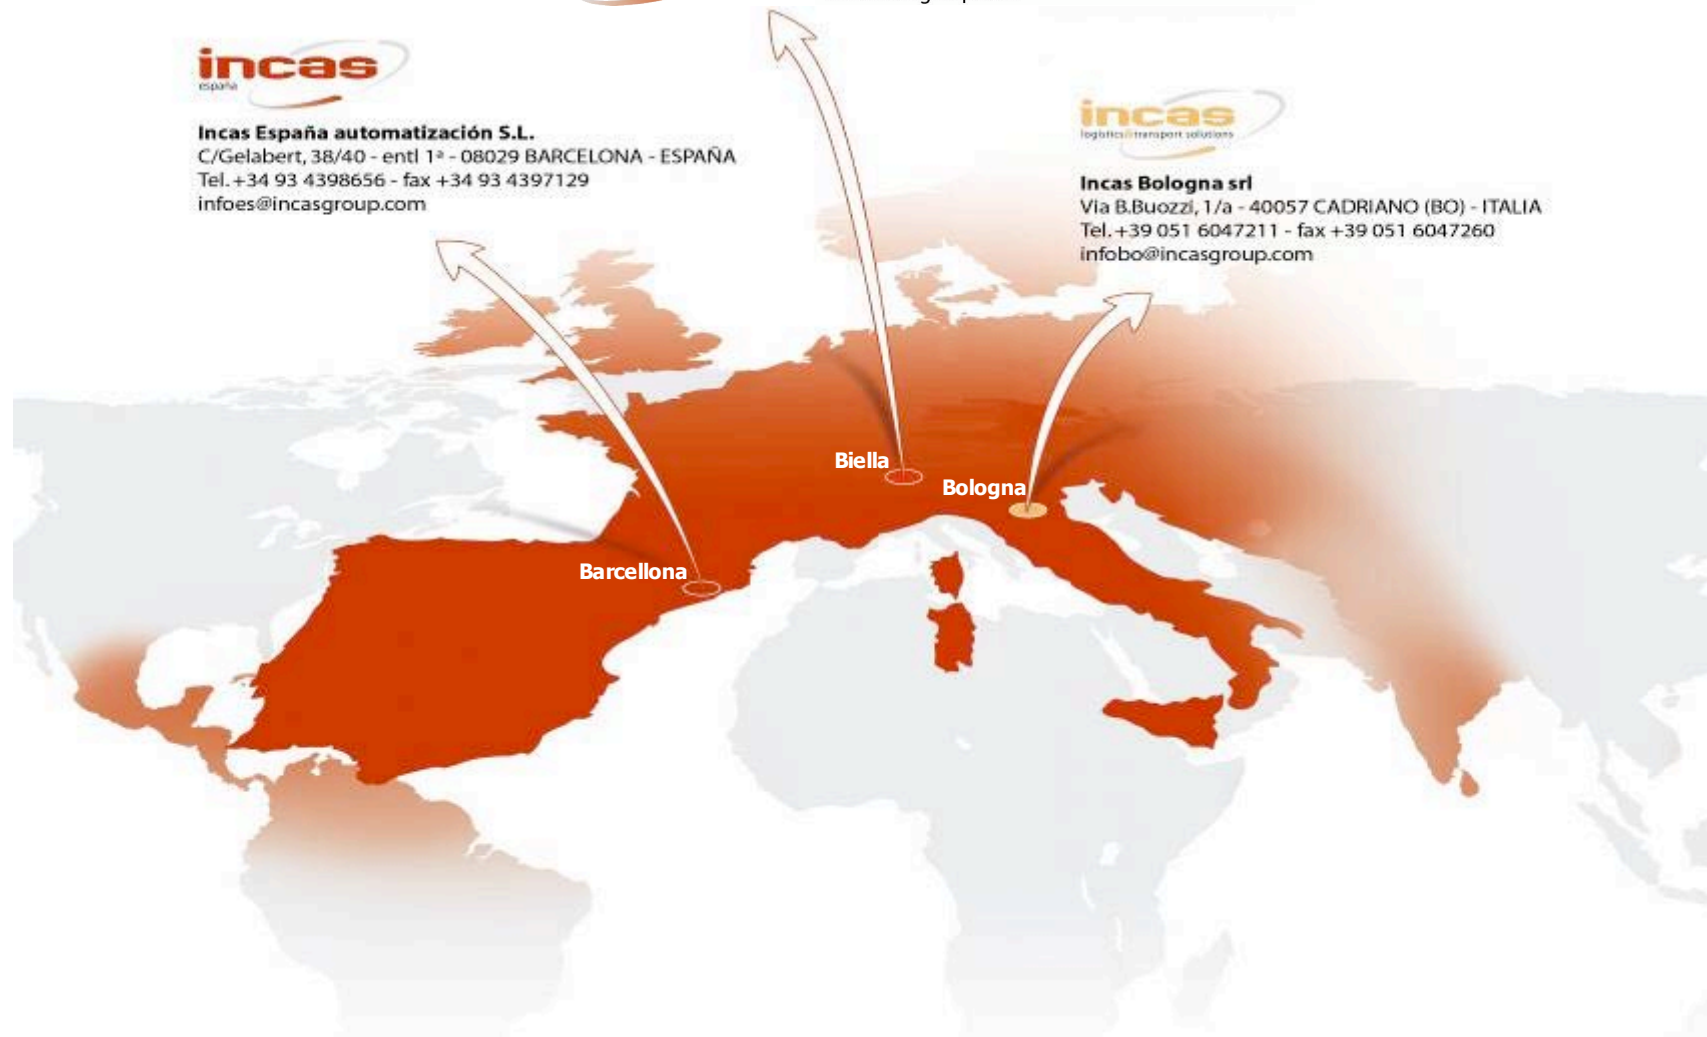 incas
españa
Incas España automatización S.L.
C/Gelabert, 38/40 - entl 1ª - 08029 BARCELONA - ESPAÑA
Tel. +34 93 4398656 - fax +34 93 4397129
infoes@incasgroup.com
incas
logistics&transport solutions
Incas Bologna srl
Via B.Buozzi, 1/a - 40057 CADRIANO (BO) - ITALIA
Tel. +39 051 6047211 - fax +39 051 6047260
infobo@incasgroup.com
Biella
Bologna
Barcellona